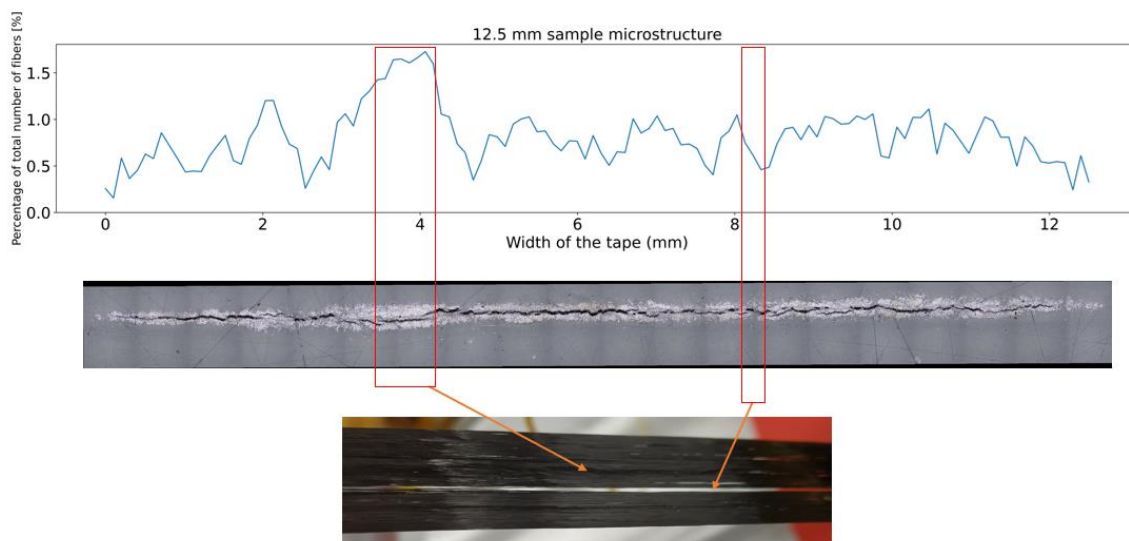 12.5 mm sample microstructure
Percentage of total number of fibers [%]
1.5
1.0
0.5
0.0
0 2 4 6 8 10 12
Width of the tape (mm)